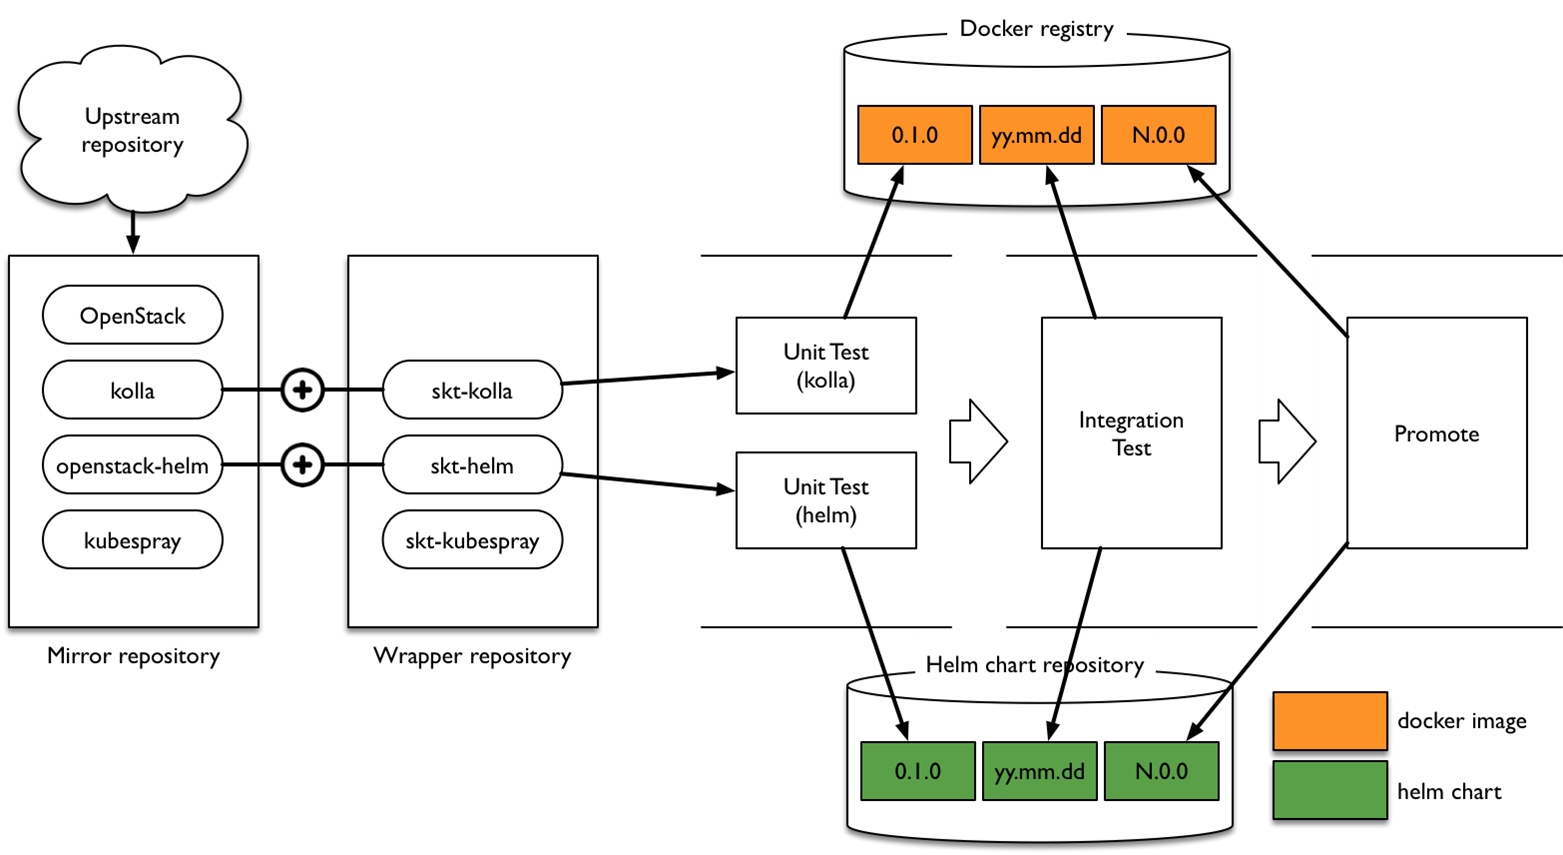 Docker registry
Upstream
repository
0.1.0
yy.mm.dd
N.0.0
OpenStack
kolla
openstack-helm
kubespray
Mirror repository
skt-kolla
skt-helm
skt-kubespray
Wrapper repository
Unit Test
(kolla)
Unit Test
(helm)
Integration
Test
Promote
Helm chart repository
0.1.0
yy.mm.dd
N.0.0
docker image
helm chart